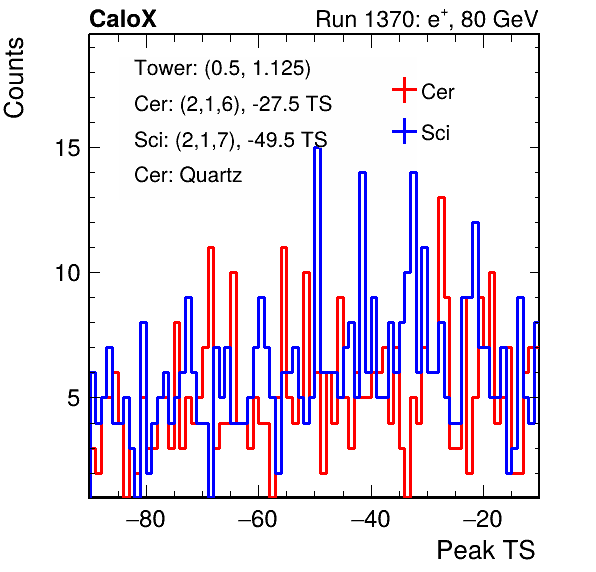 CaloX Run 1370: e⁺, 80 GeV
Counts
Tower: (0.5, 1.125)
Cer: (2,1,6), -27.5 TS
Sci: (2,1,7), -49.5 TS
Cer: Quartz
Cer
Sci
15
10
5
−80 −60 −40 −20
Peak TS